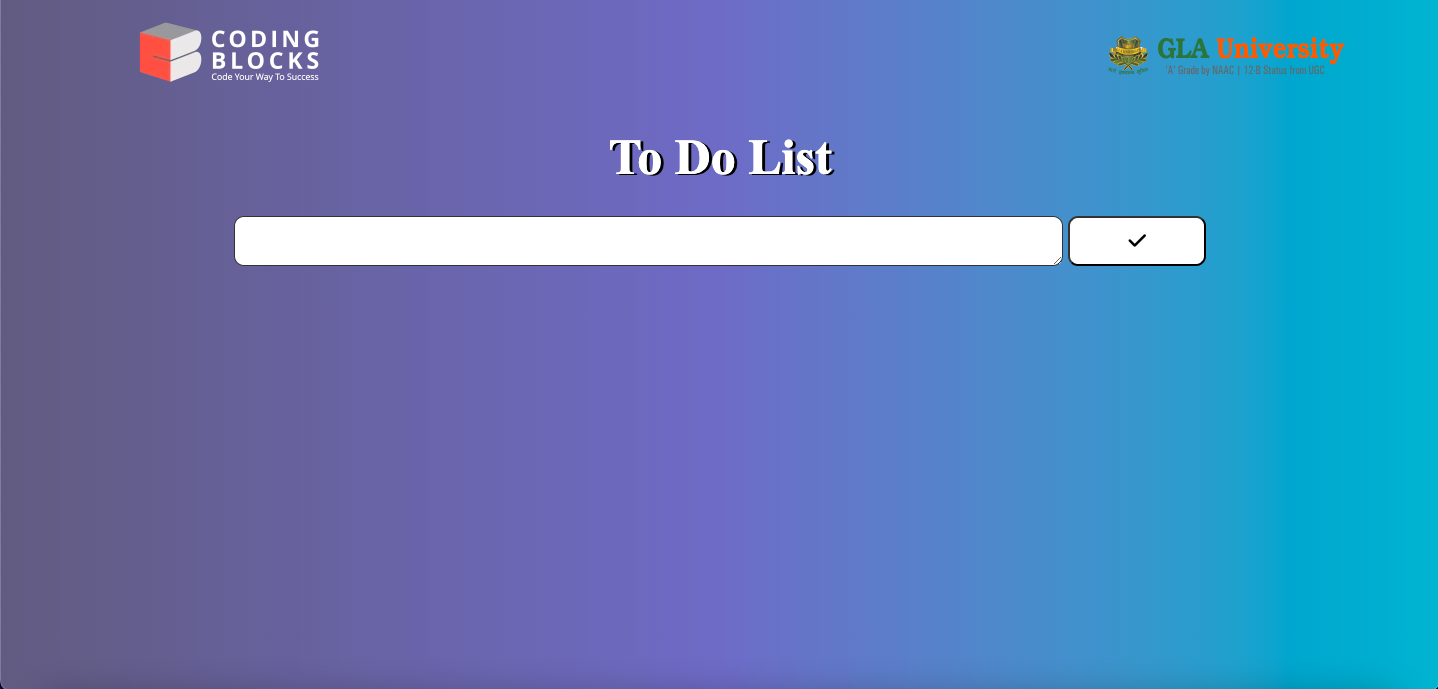 CODING
BLOCKS
Code Your Way To Success
GLA University
"A" Grade by NAAC | 12-B Status from UGC
To Do List